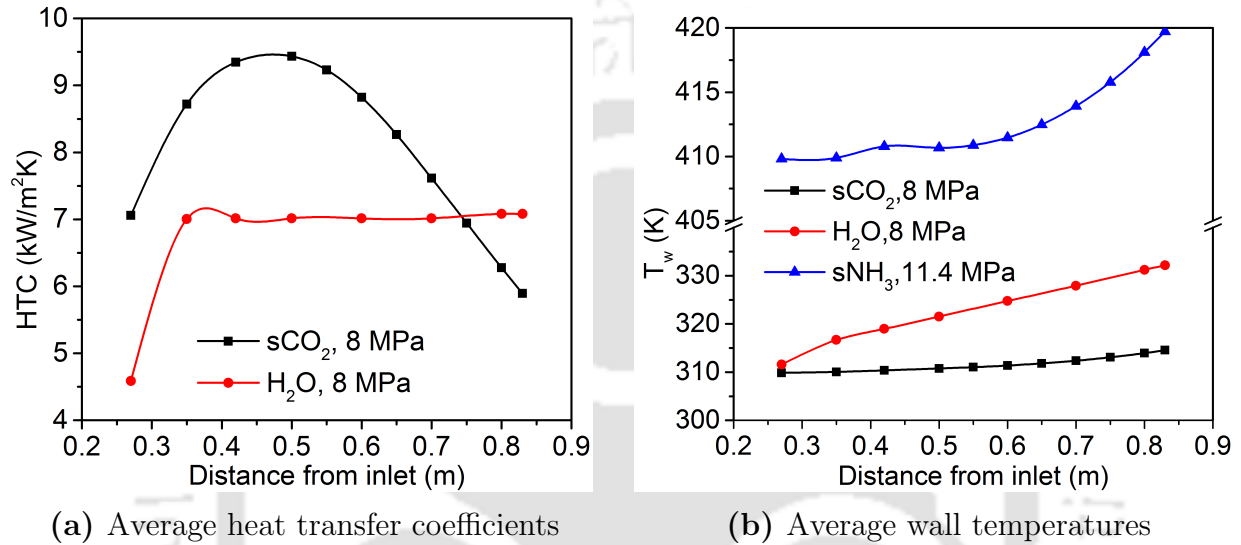 10
9
8
7
6
5
4
HTC (kW/m²K)
sCO₂, 8 MPa
H₂O, 8 MPa
0.2 0.3 0.4 0.5 0.6 0.7 0.8 0.9
Distance from inlet (m)
(a) Average heat transfer coefficients
420
415
410
405
330
320
310
300
T_w (K)
sCO₂,8 MPa
H₂O,8 MPa
sNH₃,11.4 MPa
0.2 0.3 0.4 0.5 0.6 0.7 0.8 0.9
Distance from inlet (m)
(b) Average wall temperatures